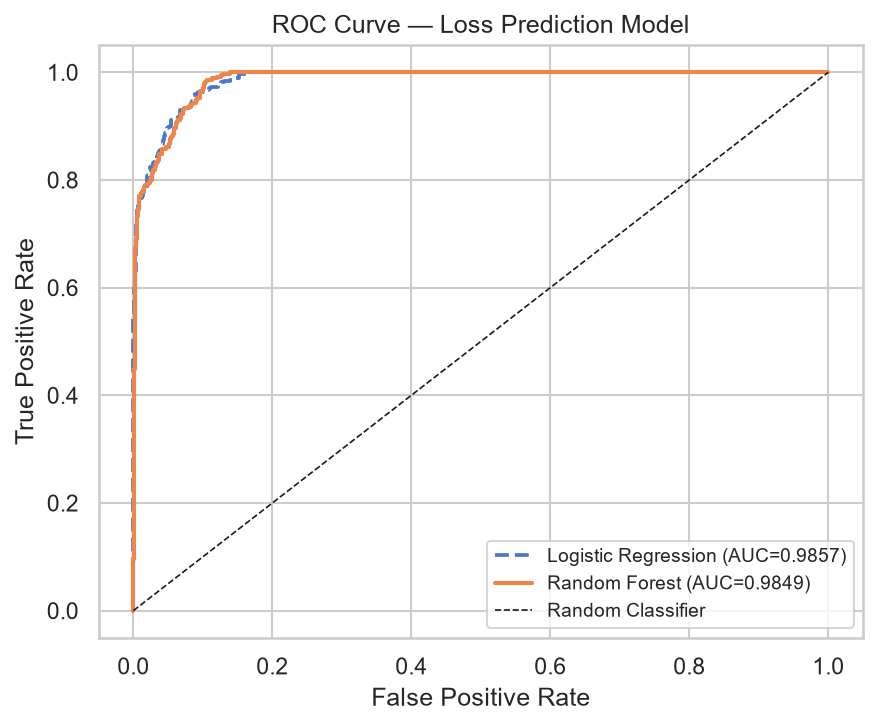 ROC Curve — Loss Prediction Model
True Positive Rate
1.0
0.8
0.6
0.4
0.2
0.0
Logistic Regression (AUC=0.9857)
Random Forest (AUC=0.9849)
Random Classifier
0.0 0.2 0.4 0.6 0.8 1.0
False Positive Rate